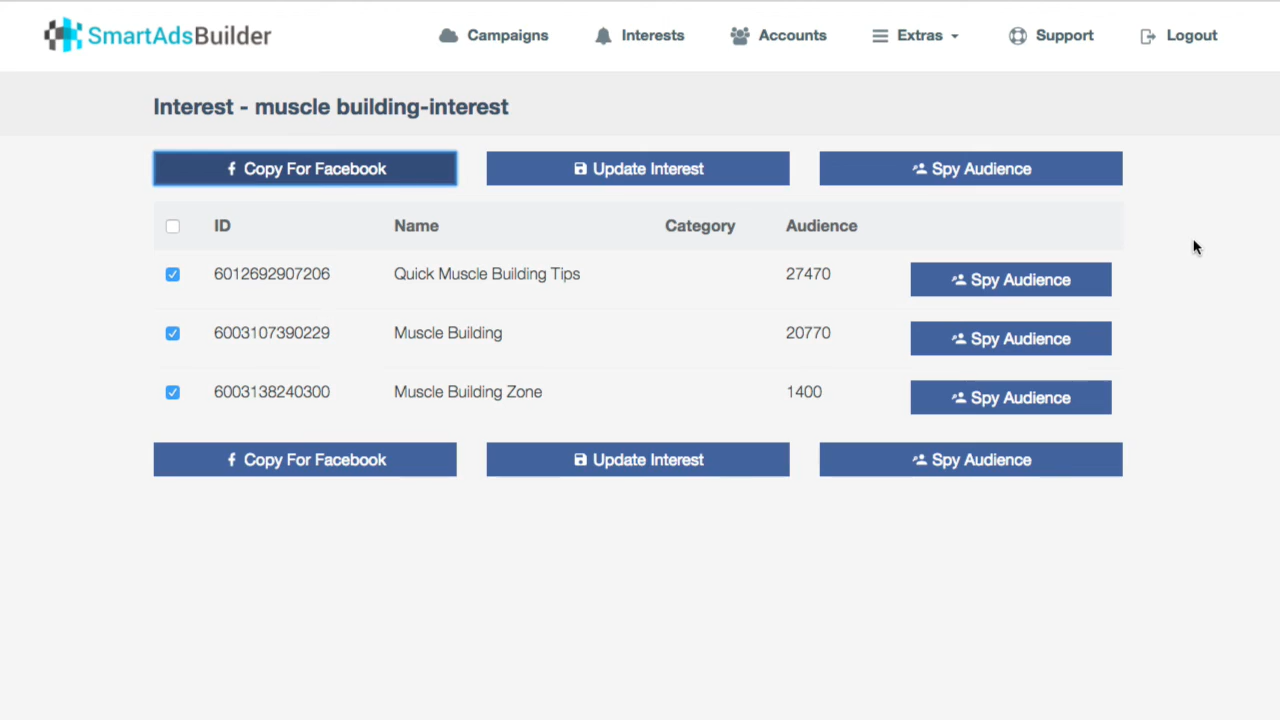 SmartAdsBuilder Campaigns Interests Accounts Extras Support Logout
Interest - muscle building-interest
Copy For Facebook Update Interest Spy Audience
ID Name Category Audience
6012692907206 Quick Muscle Building Tips 27470 Spy Audience
6003107390229 Muscle Building 20770 Spy Audience
6003138240300 Muscle Building Zone 1400 Spy Audience
Copy For Facebook Update Interest Spy Audience